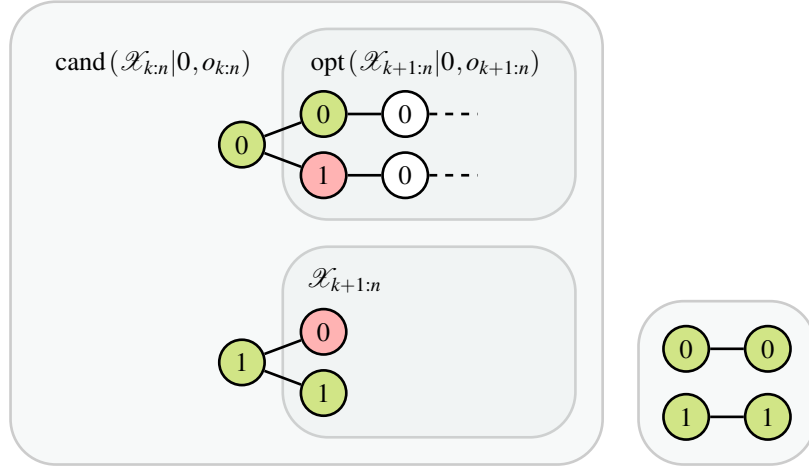 cand(𝒳k:n|0, ok:n)
opt(𝒳k+1:n|0, ok+1:n)
0 0
0
1 0
𝒳k+1:n
0
1
1
0 0
1 1